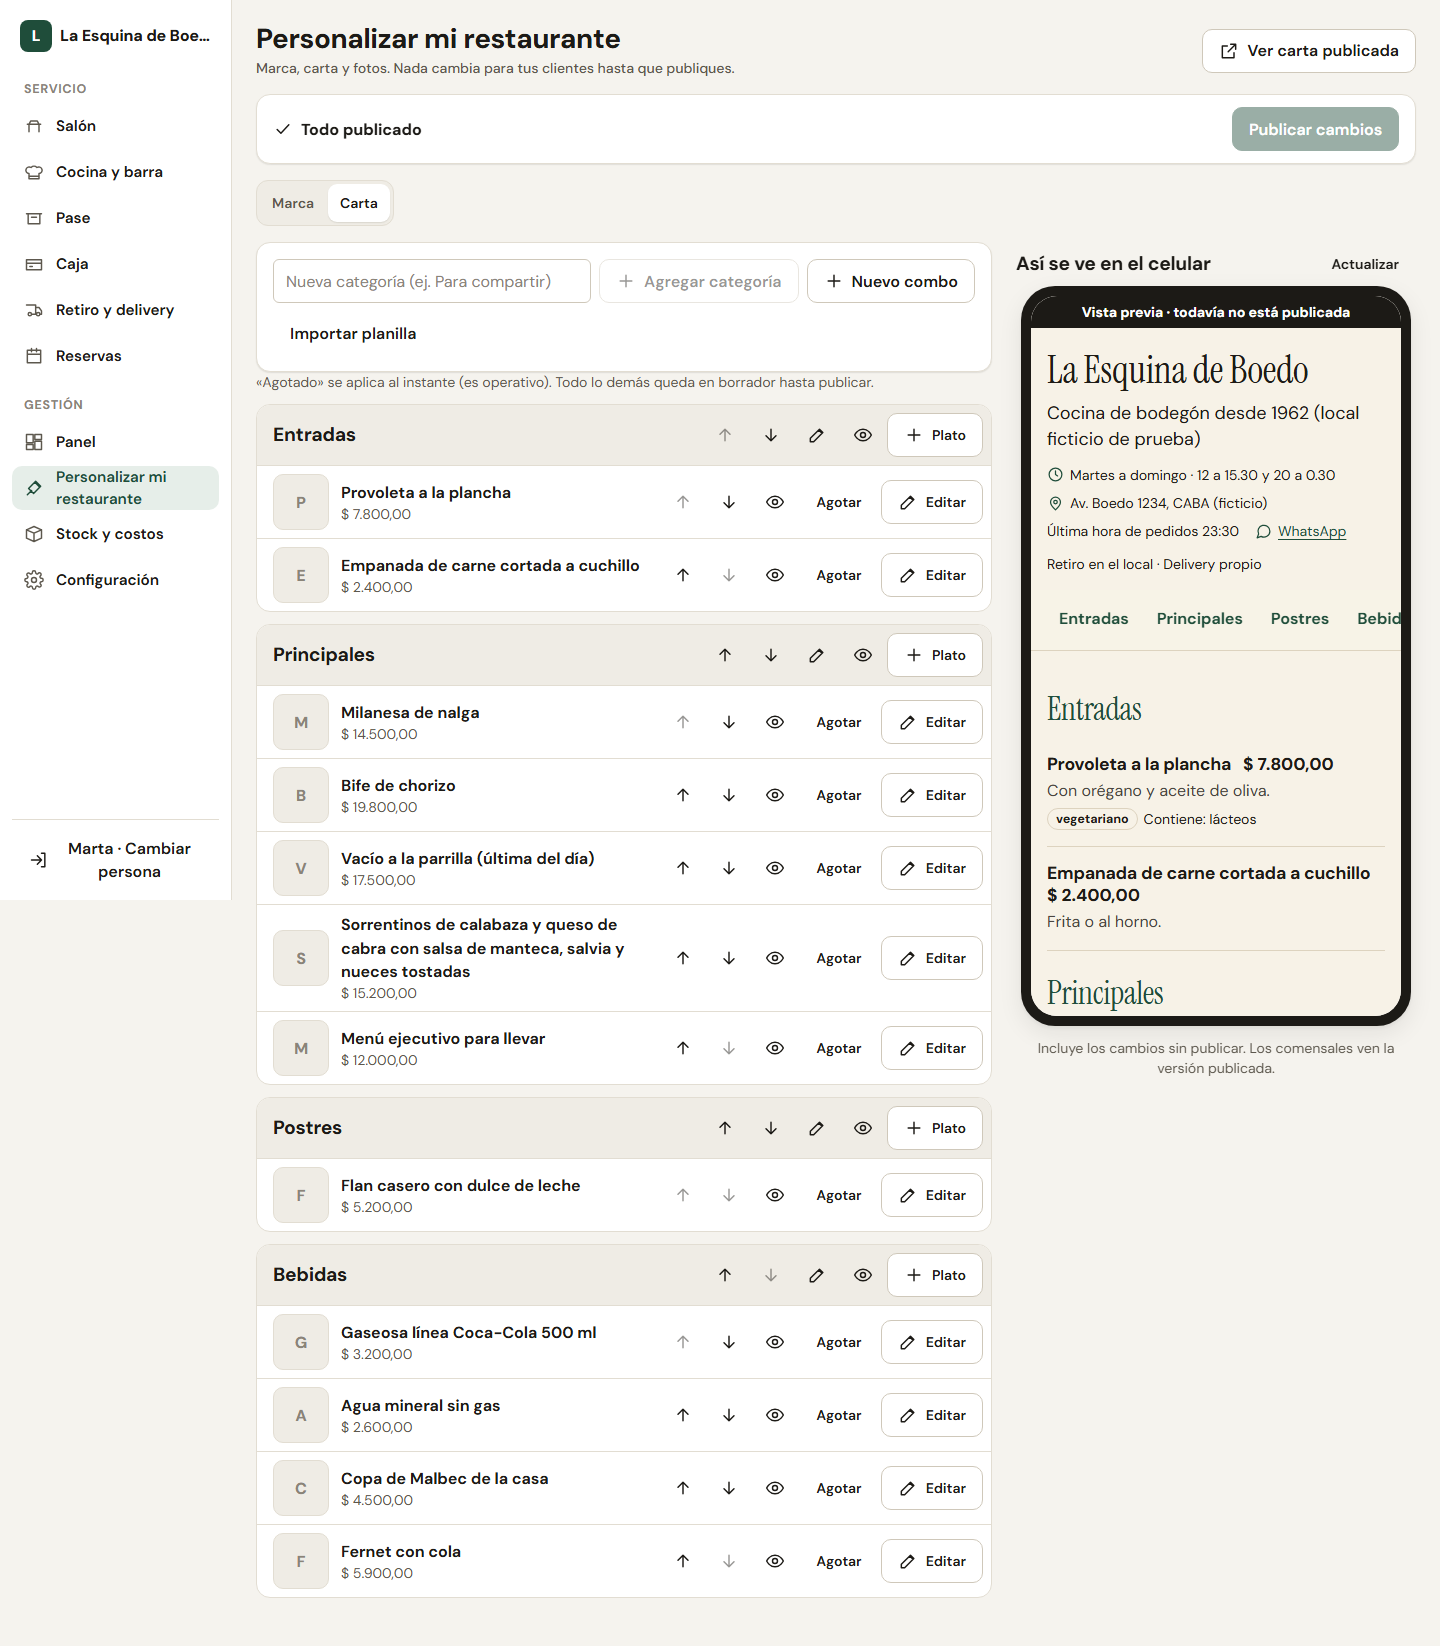 L
La Esquina de Boe...
SERVICIO
Salón
Cocina y barra
Pase
Caja
Retiro y delivery
Reservas
GESTIÓN
Panel
Personalizar mi
restaurante
Stock y costos
Configuración
Marta · Cambiar
persona
Personalizar mi restaurante
Marca, carta y fotos. Nada cambia para tus clientes hasta que publiques.
Ver carta publicada
Todo publicado
Publicar cambios
Marca
Carta
Nueva categoría (ej. Para compartir)
Agregar categoría
Nuevo combo
Importar planilla
«Agotado» se aplica al instante (es operativo). Todo lo demás queda en borrador hasta publicar.
Entradas
Plato
P
Provoleta a la plancha
$ 7.800,00
Agotar
Editar
E
Empanada de carne cortada a cuchillo
$ 2.400,00
Agotar
Editar
Principales
Plato
M
Milanesa de nalga
$ 14.500,00
Agotar
Editar
B
Bife de chorizo
$ 19.800,00
Agotar
Editar
V
Vacío a la parrilla (última del día)
$ 17.500,00
Agotar
Editar
S
Sorrentinos de calabaza y queso de
cabra con salsa de manteca, salvia y
nueces tostadas
$ 15.200,00
Agotar
Editar
M
Menú ejecutivo para llevar
$ 12.000,00
Agotar
Editar
Postres
Plato
F
Flan casero con dulce de leche
$ 5.200,00
Agotar
Editar
Bebidas
Plato
G
Gaseosa línea Coca-Cola 500 ml
$ 3.200,00
Agotar
Editar
A
Agua mineral sin gas
$ 2.600,00
Agotar
Editar
C
Copa de Malbec de la casa
$ 4.500,00
Agotar
Editar
F
Fernet con cola
$ 5.900,00
Agotar
Editar
Así se ve en el celular
Actualizar
Vista previa · todavía no está publicada
La Esquina de Boedo
Cocina de bodegón desde 1962 (local
ficticio de prueba)
Martes a domingo · 12 a 15.30 y 20 a 0.30
Av. Boedo 1234, CABA (ficticio)
Última hora de pedidos 23:30
WhatsApp
Retiro en el local · Delivery propio
Entradas
Principales
Postres
Bebid
Entradas
Provoleta a la plancha $ 7.800,00
Con orégano y aceite de oliva.
vegetariano
Contiene: lácteos
Empanada de carne cortada a cuchillo
$ 2.400,00
Frita o al horno.
Principales
Incluye los cambios sin publicar. Los comensales ven la
versión publicada.